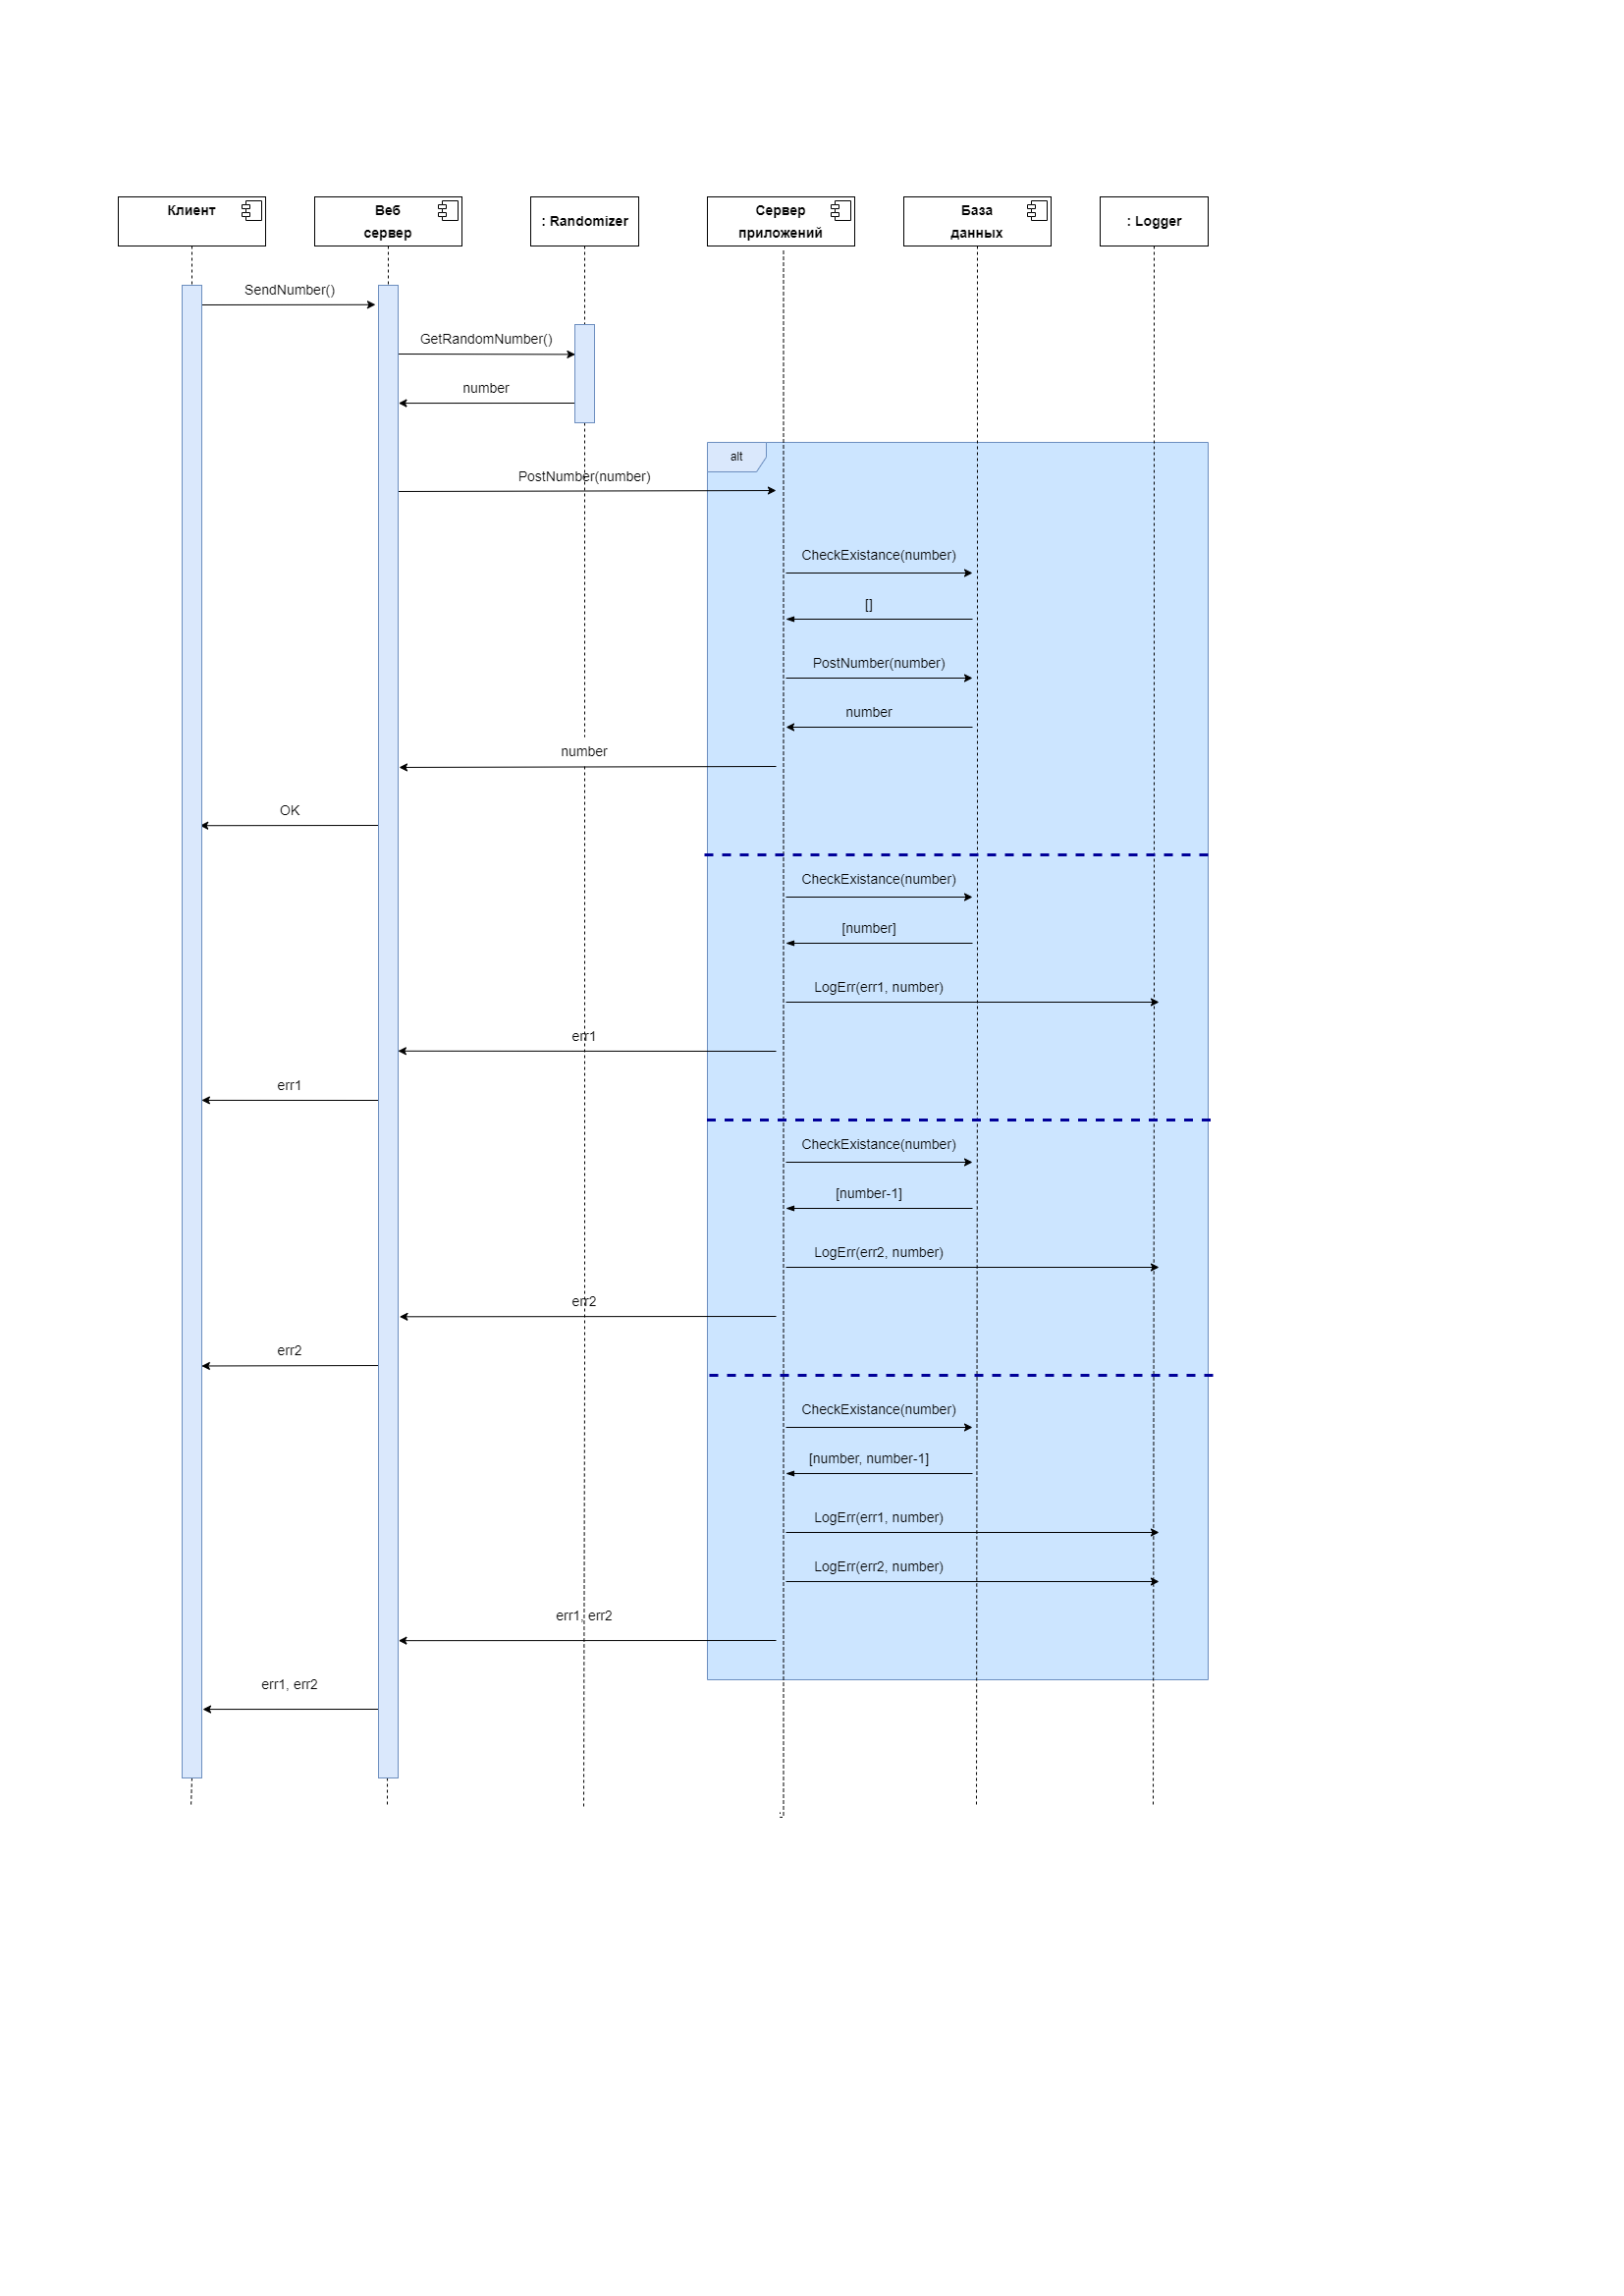 Клиент
Веб
сервер
: Randomizer
Сервер
приложений
База
данных
: Logger
SendNumber()
GetRandomNumber()
number
alt
PostNumber(number)
CheckExistance(number)
[]
PostNumber(number)
number
number
OK
CheckExistance(number)
[number]
LogErr(err1, number)
err1
err1
CheckExistance(number)
[number-1]
LogErr(err2, number)
err2
err2
CheckExistance(number)
[number, number-1]
LogErr(err1, number)
LogErr(err2, number)
err1, err2
err1, err2